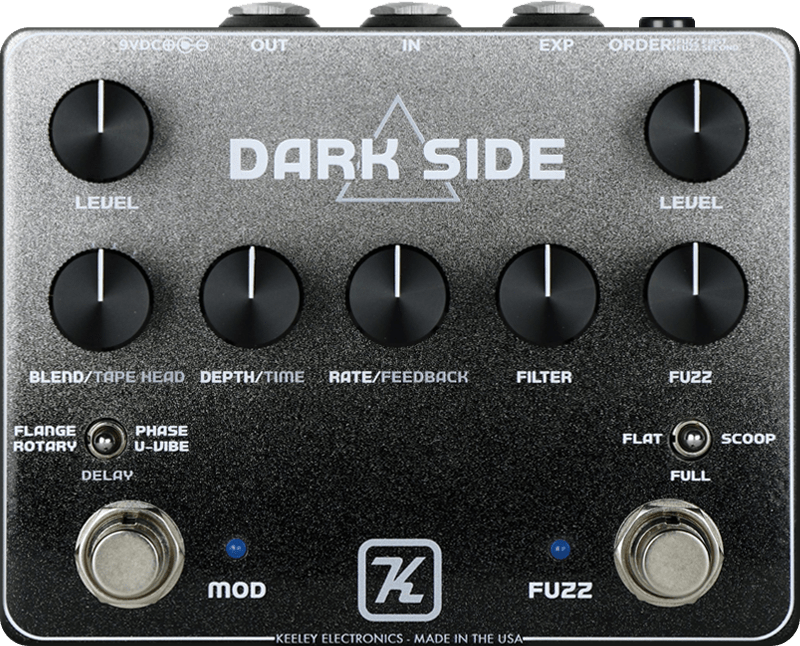 9VDC OUT IN EXP ORDER
DARK SIDE
LEVEL LEVEL
BLEND/TAPE HEAD DEPTH/TIME RATE/FEEDBACK FILTER FUZZ
FLANGE PHASE
ROTARY U-VIBE
DELAY
FLAT SCOOP
FULL
MOD FUZZ
K
KEELEY ELECTRONICS - MADE IN THE USA